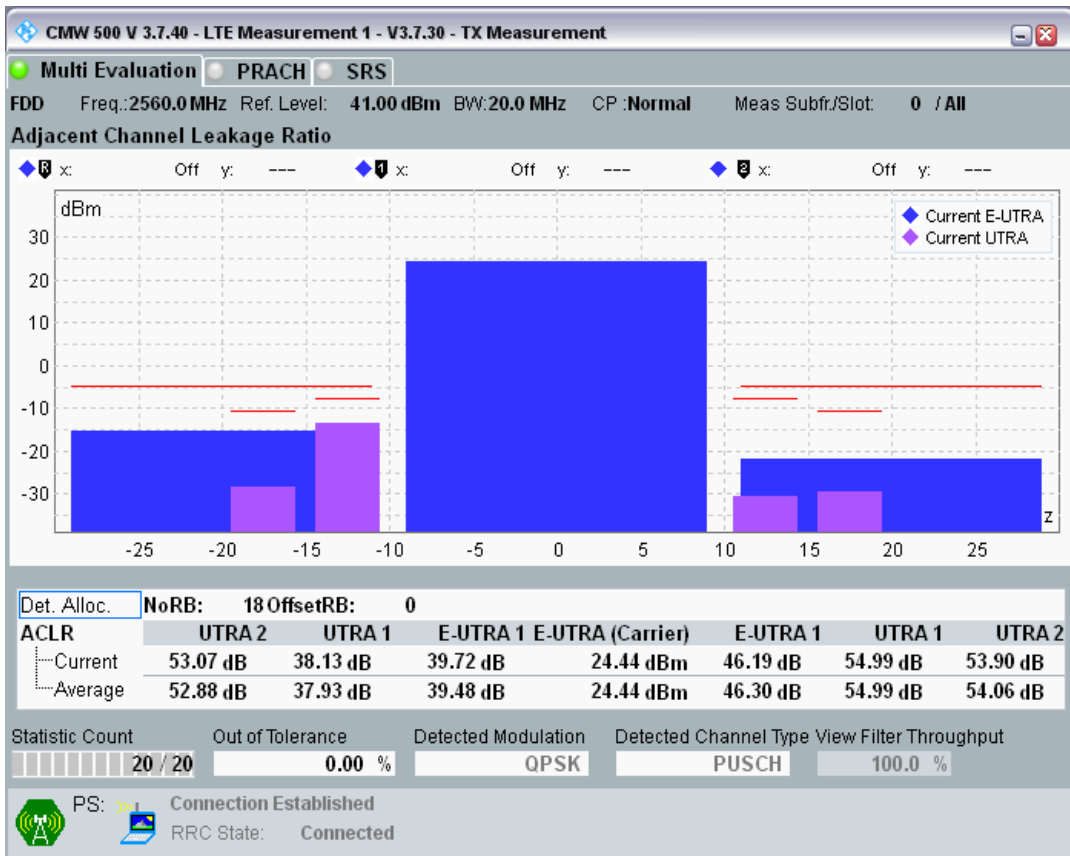 CMW 500 V 3.7.40 - LTE Measurement 1 - V3.7.30 - TX Measurement
Multi Evaluation PRACH SRS
FDD Freq.:2560.0 MHz Ref. Level: 41.00 dBm BW:20.0 MHz CP :Normal Meas Subfr./Slot: 0 / All
Adjacent Channel Leakage Ratio
R x: Off y: --- 1 x: Off y: --- 2 x: Off y: ---
dBm
Current E-UTRA
Current UTRA
30
20
10
0
-10
-20
-30
z
-25 -20 -15 -10 -5 0 5 10 15 20 25
Det. Alloc. NoRB: 18 OffsetRB: 0
ACLR UTRA 2 UTRA 1 E-UTRA 1 E-UTRA (Carrier) E-UTRA 1 UTRA 1 UTRA 2
Current 53.07 dB 38.13 dB 39.72 dB 24.44 dBm 46.19 dB 54.99 dB 53.90 dB
Average 52.88 dB 37.93 dB 39.48 dB 24.44 dBm 46.30 dB 54.99 dB 54.06 dB
Statistic Count Out of Tolerance Detected Modulation Detected Channel Type View Filter Throughput
20 / 20 0.00 % QPSK PUSCH 100.0 %
PS: Connection Established
RRC State: Connected